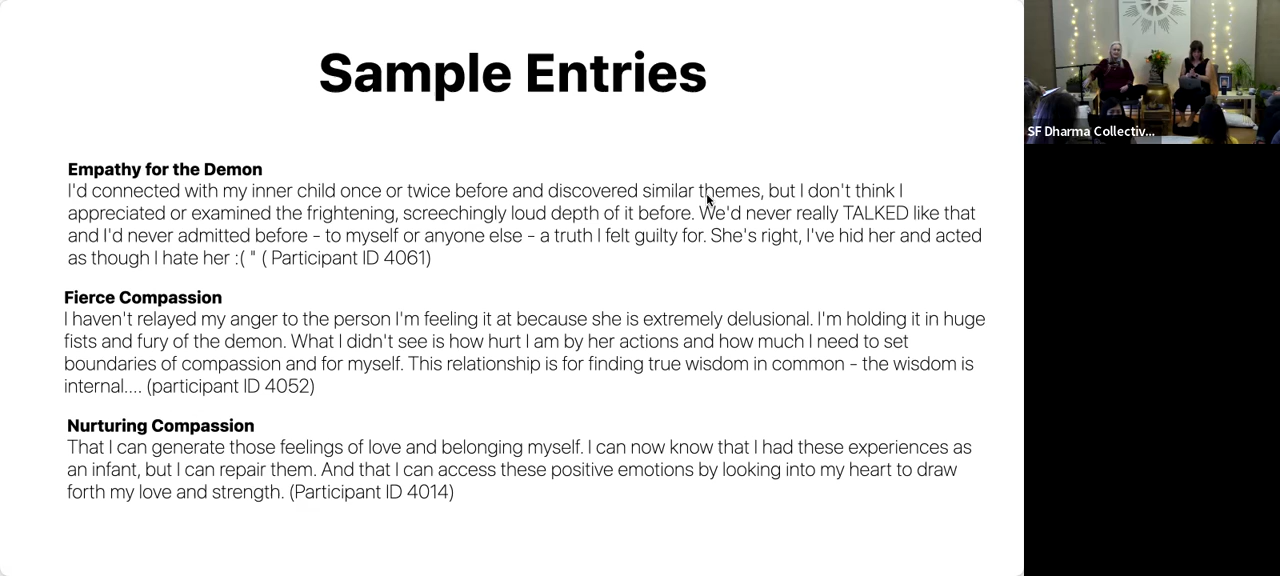 Sample Entries
Empathy for the Demon
I'd connected with my inner child once or twice before and discovered similar themes, but I don't think I
appreciated or examined the frightening, screechingly loud depth of it before. We'd never really TALKED like that
and I'd never admitted before - to myself or anyone else - a truth I felt guilty for. She's right, I've hid her and acted
as though I hate her :( " ( Participant ID 4061)
Fierce Compassion
I haven't relayed my anger to the person I'm feeling it at because she is extremely delusional. I'm holding it in huge
fists and fury of the demon. What I didn't see is how hurt I am by her actions and how much I need to set
boundaries of compassion and for myself. This relationship is for finding true wisdom in common - the wisdom is
internal.... (participant ID 4052)
Nurturing Compassion
That I can generate those feelings of love and belonging myself. I can now know that I had these experiences as
an infant, but I can repair them. And that I can access these positive emotions by looking into my heart to draw
forth my love and strength. (Participant ID 4014)
SF Dharma Collectiv...